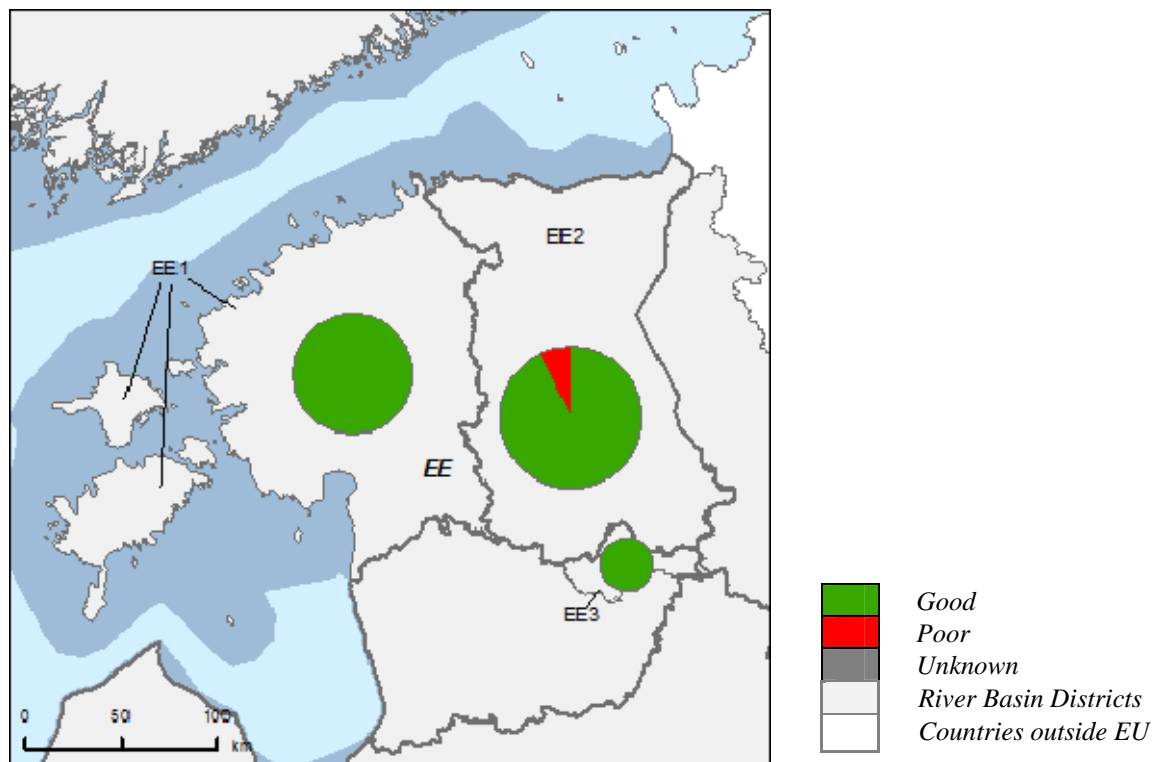 EE2
EE1
EE
EE3
0 50 100
km
Good
Poor
Unknown
River Basin Districts
Countries outside EU